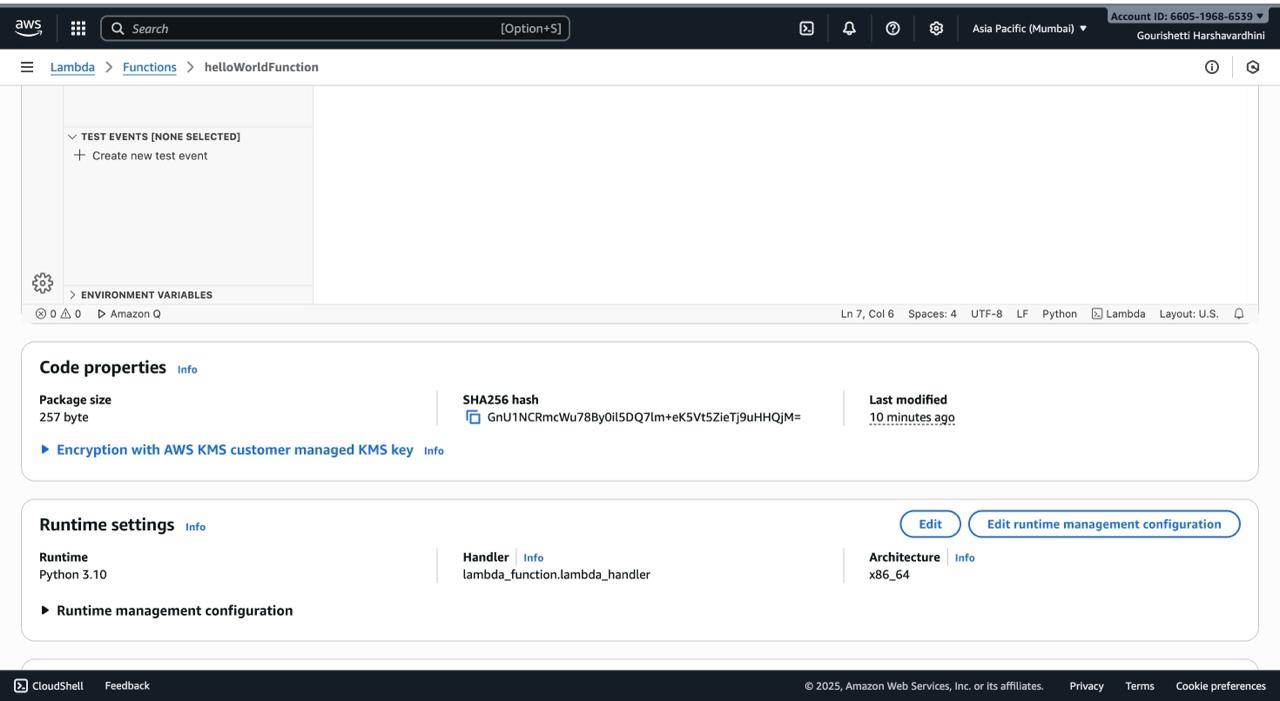 aws
Search
[Option+S]
Asia Pacific (Mumbai)
Account ID: 6605-1968-6539
Gourishetti Harshavardhini
Lambda
Functions
helloWorldFunction
TEST EVENTS [NONE SELECTED]
Create new test event
ENVIRONMENT VARIABLES
0 0 Amazon Q
Ln 7, Col 6 Spaces: 4 UTF-8 LF Python Lambda Layout: U.S.
Code properties Info
Package size
257 byte
SHA256 hash
GnU1NCRmcWu78By0il5DQ7lm+eK5Vt5ZieTj9uHHQjM=
Last modified
10 minutes ago
Encryption with AWS KMS customer managed KMS key Info
Runtime settings Info
Edit
Edit runtime management configuration
Runtime
Python 3.10
Handler Info
lambda_function.lambda_handler
Architecture Info
x86_64
Runtime management configuration
CloudShell Feedback
© 2025, Amazon Web Services, Inc. or its affiliates. Privacy Terms Cookie preferences